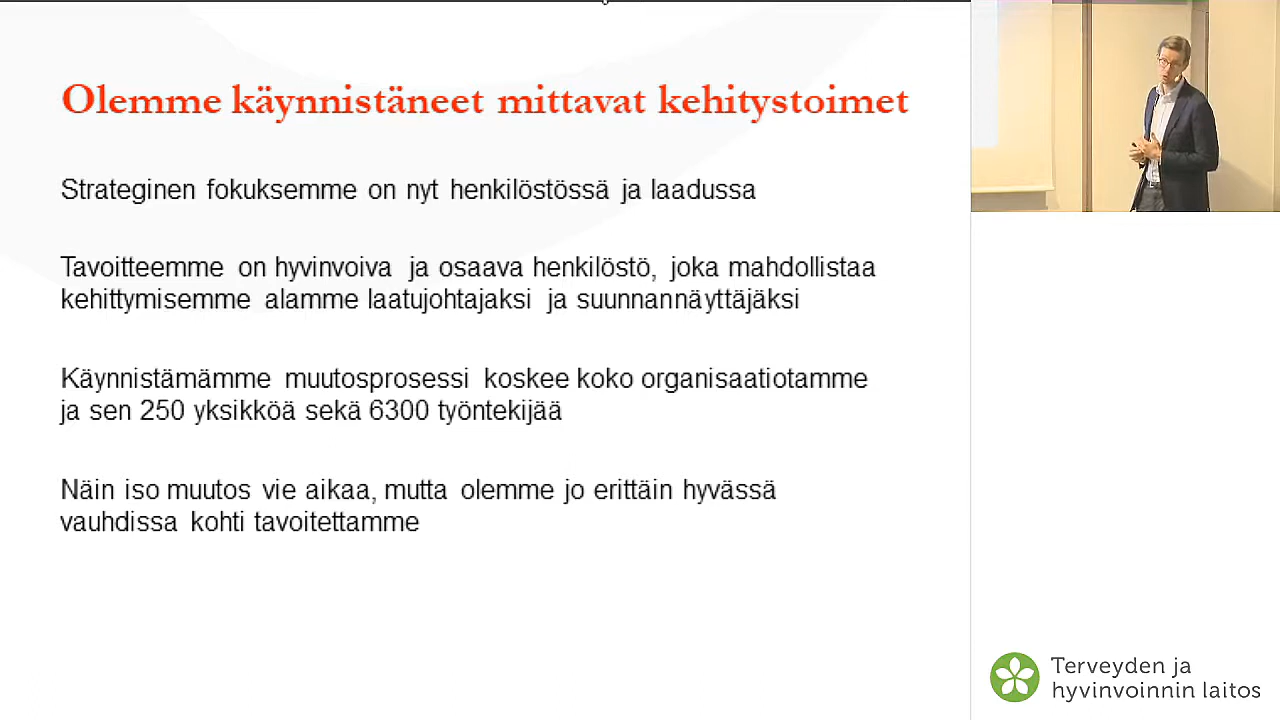 Olemme käynnistäneet mittavat kehitystoimet
Strateginen fokuksemme on nyt henkilöstössä ja laadussa
Tavoitteemme on hyvinvoiva ja osaava henkilöstö, joka mahdollistaa
kehittymisemme alamme laatujohtajaksi ja suunnannäyttäjäksi
Käynnistämämme muutosprosessi koskee koko organisaatiotamme
ja sen 250 yksikköä sekä 6300 työntekijää
Näin iso muutos vie aikaa, mutta olemme jo erittäin hyvässä
vauhdissa kohti tavoitettamme
Terveyden ja
hyvinvoinnin laitos